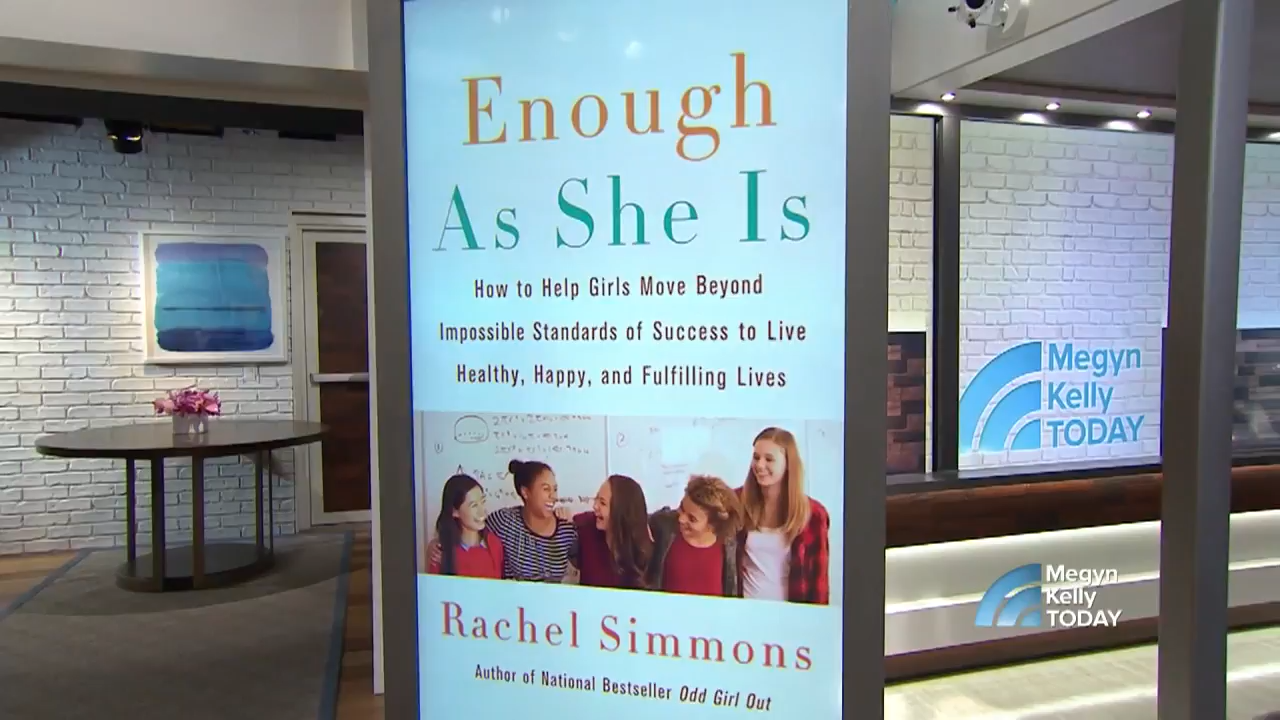 Enough
As She Is
How to Help Girls Move Beyond
Impossible Standards of Success to Live
Healthy, Happy, and Fulfilling Lives
Rachel Simmons
Author of National Bestseller Odd Girl Out
Megyn
Kelly
TODAY
Megyn
Kelly
TODAY